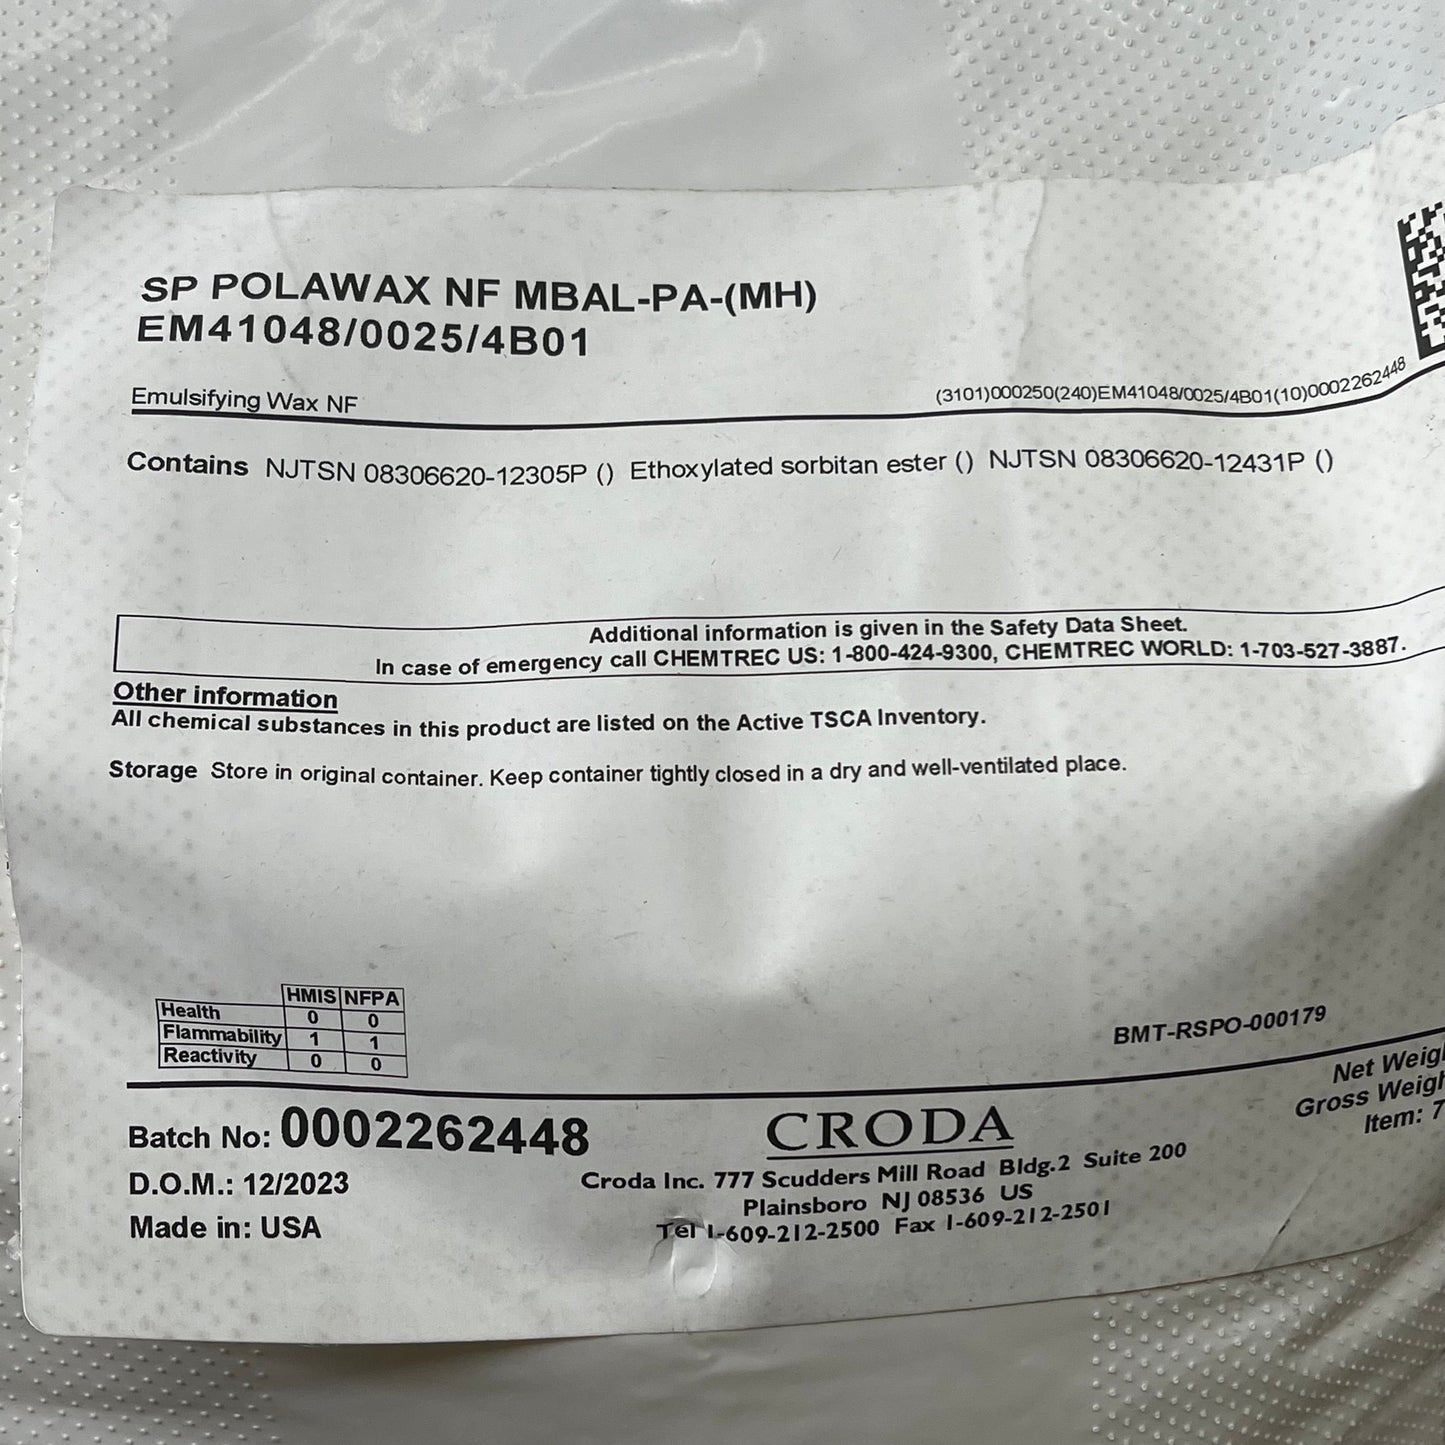 SP POLAWAX NF MBAL-PA-(MH)
EM41048/0025/4B01
Emulsifying Wax NF
(3101)000250(240)EM41048/0025/4B01(10)0002262448
Contains NJTSN 08306620-12305P () Ethoxylated sorbitan ester () NJTSN 08306620-12431P ()
Additional information is given in the Safety Data Sheet.
In case of emergency call CHEMTREC US: 1-800-424-9300, CHEMTREC WORLD: 1-703-527-3887.
Other information
All chemical substances in this product are listed on the Active TSCA Inventory.
Storage Store in original container. Keep container tightly closed in a dry and well-ventilated place.
HMIS NFPA
Health 0 0
Flammability 1 1
Reactivity 0 0
BMT-RSPO-000179
Net
Gross
Item: 7
Batch No: 0002262448
D.O.M.: 12/2023
Made in: USA
CRODA
Croda Inc. 777 Scudders Mill Road Bldg.2 Suite 200
Plainsboro NJ 08536 US
Tel 1-609-212-2500 Fax 1-609-212-2501